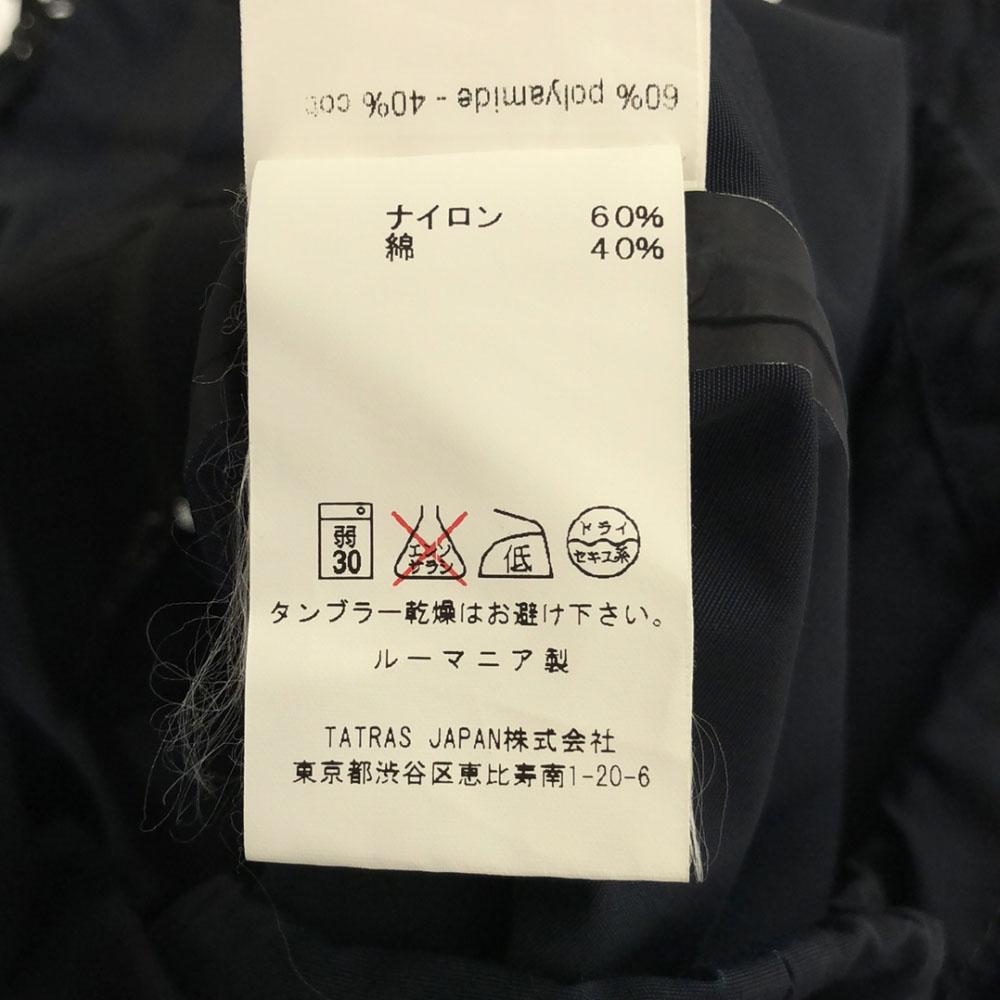 60% polyamide - 40%
ナイロン 60%
綿 40%
弱 30
エンソ サラシ
低
ドライ セキユ系
タンブラー乾燥はお避け下さい。
ルーマニア製
TATRAS JAPAN株式会社
東京都渋谷区恵比寿南1-20-6